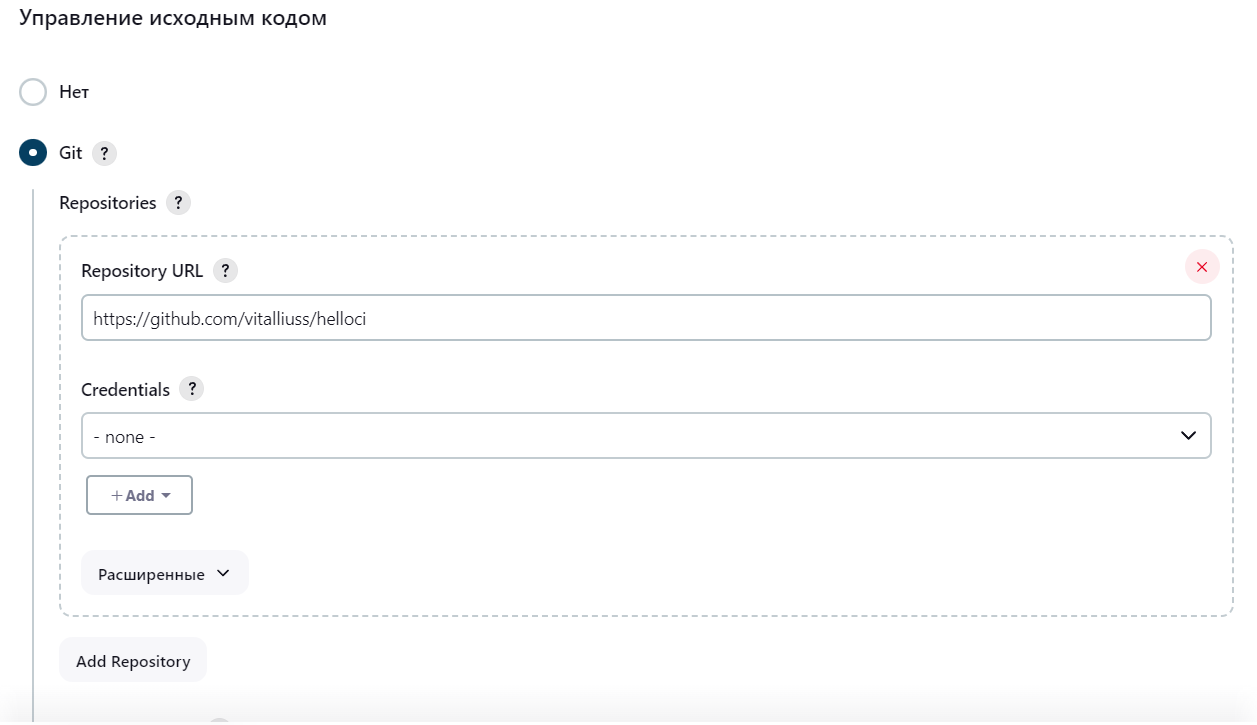 Управление исходным кодом
Нет
Git ?
Repositories ?
Repository URL ?
https://github.com/vitalliuss/helloci
Credentials ?
- none -
+ Add
Расширенные
Add Repository